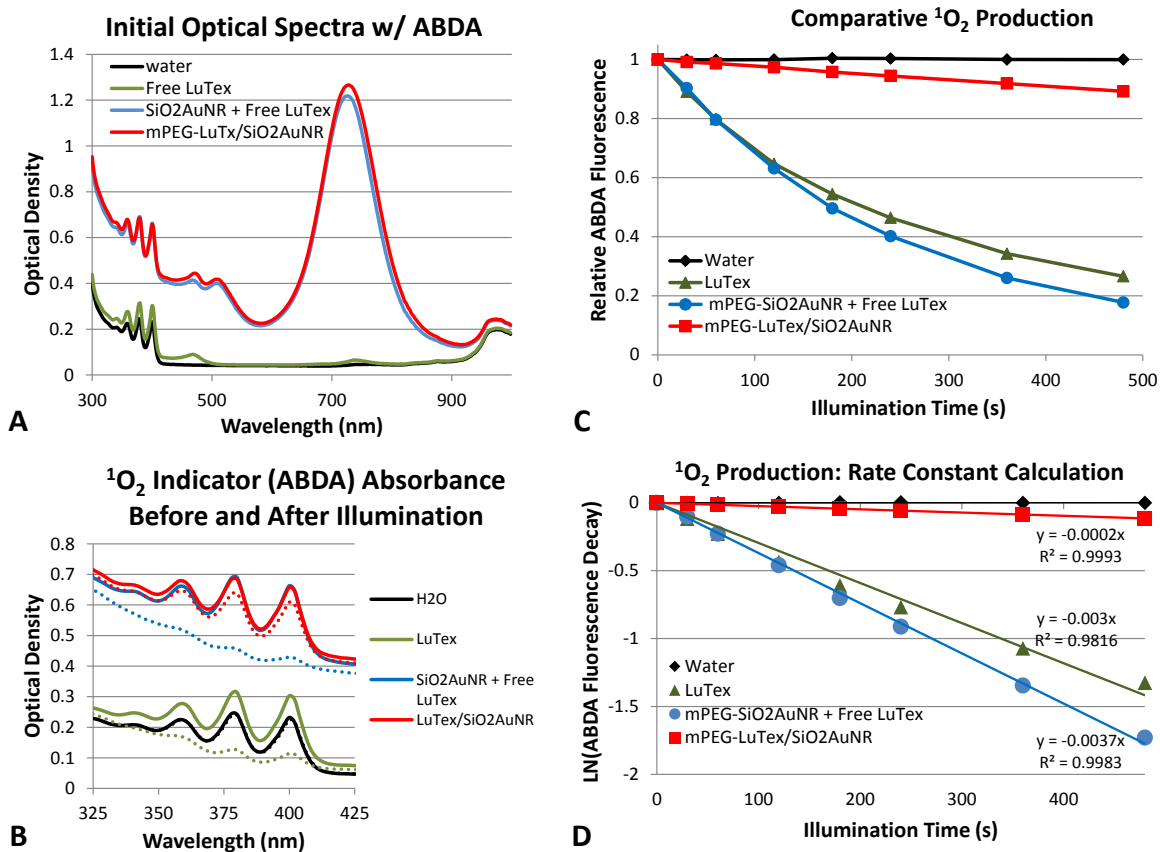 Initial Optical Spectra w/ ABDA
Optical Density
1.4
1.2
1
0.8
0.6
0.4
0.2
0
water
Free LuTex
SiO2AuNR + Free LuTex
mPEG-LuTx/SiO2AuNR
300
500
700
900
Wavelength (nm)
A
¹O₂ Indicator (ABDA) Absorbance
Before and After Illumination
Optical Density
0.8
0.7
0.6
0.5
0.4
0.3
0.2
0.1
0
H2O
LuTex
SiO2AuNR + Free
LuTex
LuTex/SiO2AuNR
325
345
365
385
405
425
Wavelength (nm)
B
Comparative ¹O₂ Production
Relative ABDA Fluorescence
1
0.8
0.6
0.4
0.2
0
Water
LuTex
mPEG-SiO2AuNR + Free LuTex
mPEG-LuTex/SiO2AuNR
0
100
200
300
400
500
Illumination Time (s)
C
¹O₂ Production: Rate Constant Calculation
LN(ABDA Fluorescence Decay)
0
-0.5
-1
-1.5
-2
y = -0.0002x
R² = 0.9993
y = -0.003x
R² = 0.9816
y = -0.0037x
R² = 0.9983
Water
LuTex
mPEG-SiO2AuNR + Free LuTex
mPEG-LuTex/SiO2AuNR
0
100
200
300
400
Illumination Time (s)
D